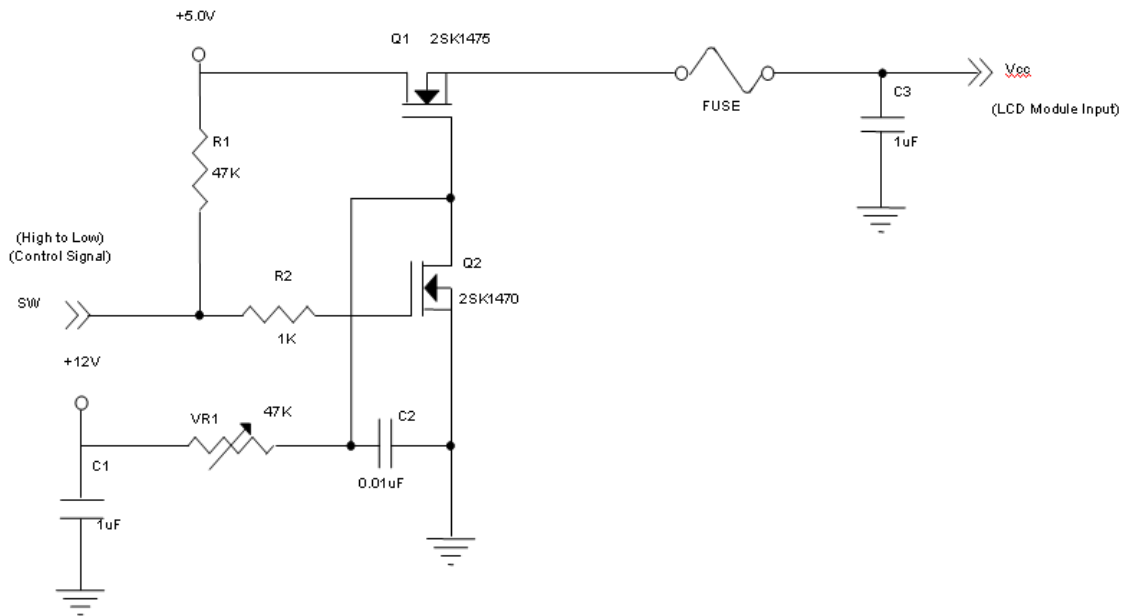 +5.0V
Q1 2SK1475
Vcc
C3
FUSE
(LCD Module Input)
R1
1uF
47K
(High to Low)
(Control Signal)
R2
Q2
SW
2SK1470
1K
+12V
47K
VR1
C2
C1
0.01uF
1uF